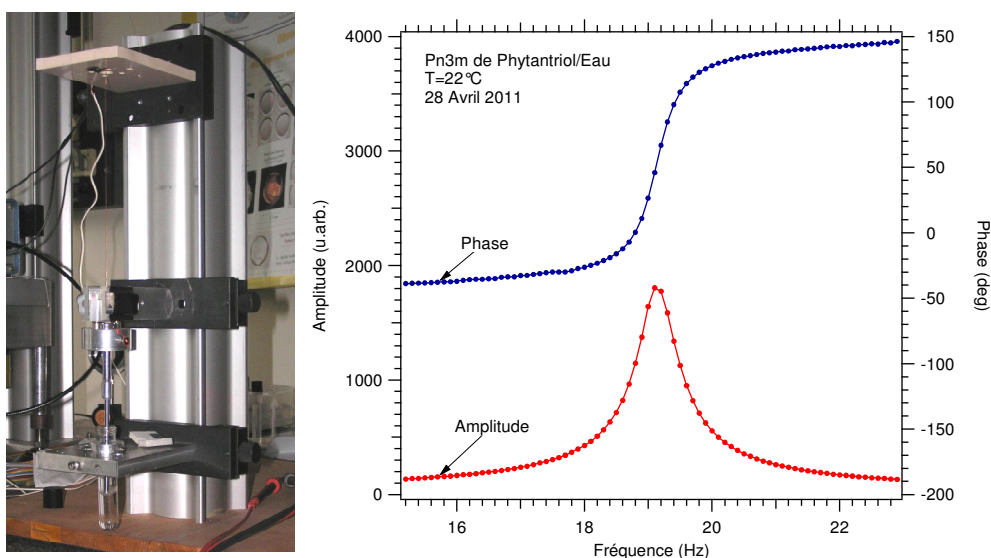 Pn3m de Phytantriol/Eau
T=22°C
28 Avril 2011
4000
3000
2000
1000
0
Amplitude (u.arb.)
Phase
Amplitude
150
100
50
0
-50
-100
-150
-200
Phase (deg)
16
18
20
22
Fréquence (Hz)